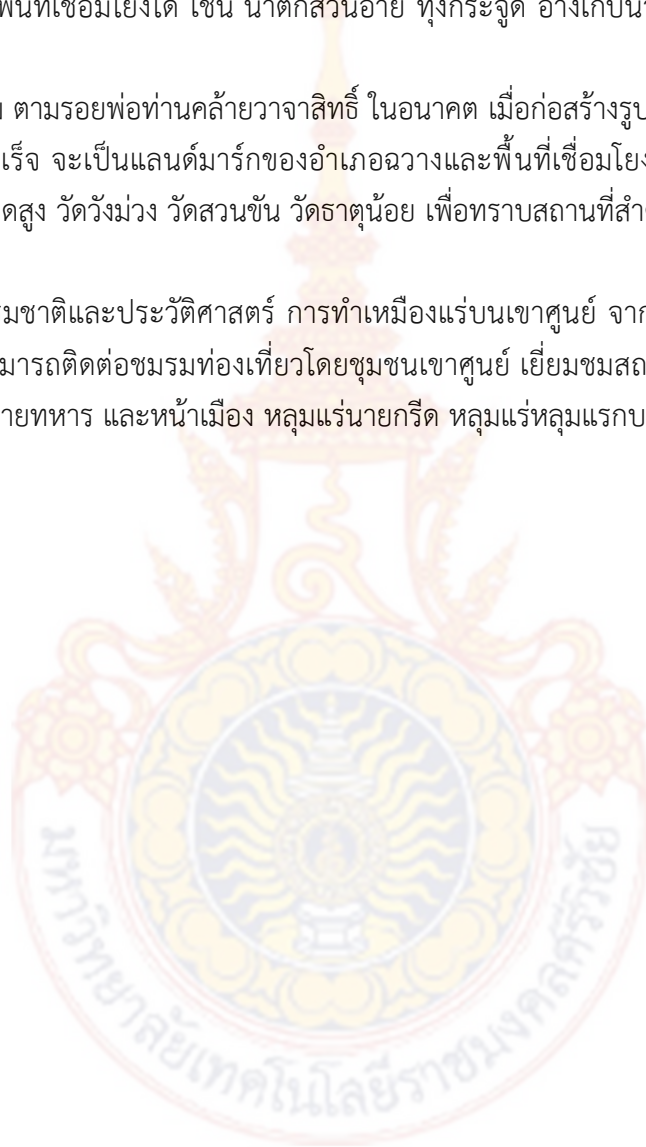 พื้นที่เชื่อมโยงได้ เช่น น้ำตกสวนอาย ทุ่งกระจูด อ่างเก็บน้ำ
ตามรอยพ่อท่านคล้ายวาจาสิทธิ์ ในอนาคต เมื่อก่อสร้างรูป
เร็จ จะเป็นแลนด์มาร์กของอำเภอฉวางและพื้นที่เชื่อมโยง
ดสูง วัดวังม่วง วัดสวนขัน วัดธาตุน้อย เพื่อทราบสถานที่สำ
รมชาติและประวัติศาสตร์ การทำเหมืองแร่บนเขาศูนย์ จาก
มารถติดต่อชมรมท่องเที่ยวโดยชุมชนเขาศูนย์ เยี่ยมชมสถ
ายทหาร และหน้าเมือง หลุมแร่นายกรีด หลุมแร่หลุมแรกบ
มหาวิทยาลัยเทคโนโลยีราชมงคลศรีวิชัย